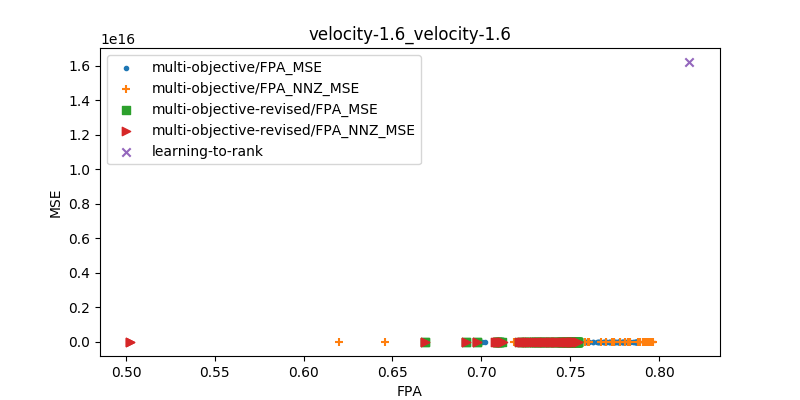 velocity-1.6_velocity-1.6
1e16
multi-objective/FPA_MSE
multi-objective/FPA_NNZ_MSE
multi-objective-revised/FPA_MSE
multi-objective-revised/FPA_NNZ_MSE
learning-to-rank
1.6
1.4
1.2
1.0
0.8
0.6
0.4
0.2
0.0
MSE
0.50 0.55 0.60 0.65 0.70 0.75 0.80
FPA